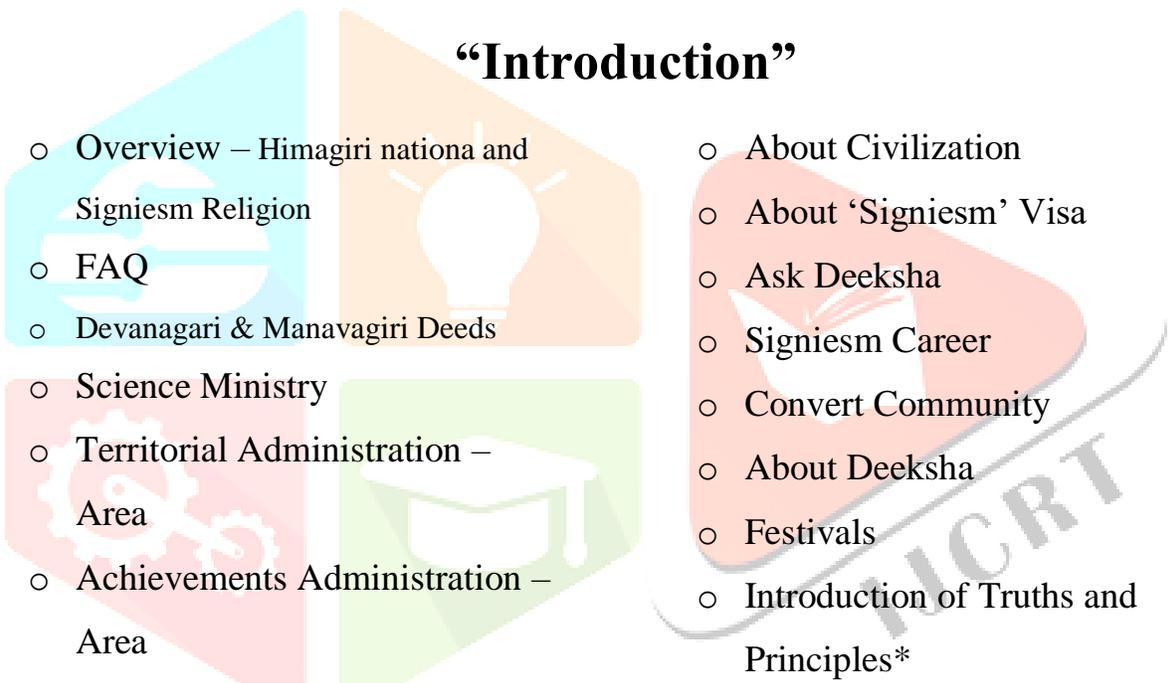 “Introduction”
o Overview – Himagiri nationa and
Signiesm Religion
o FAQ
o Devanagari & Manavagiri Deeds
o Science Ministry
o Territorial Administration –
Area
o Achievements Administration –
Area
o About Civilization
o About ‘Signiesm’ Visa
o Ask Deeksha
o Signiesm Career
o Convert Community
o About Deeksha
o Festivals
o Introduction of Truths and
Principles*
IJCRT